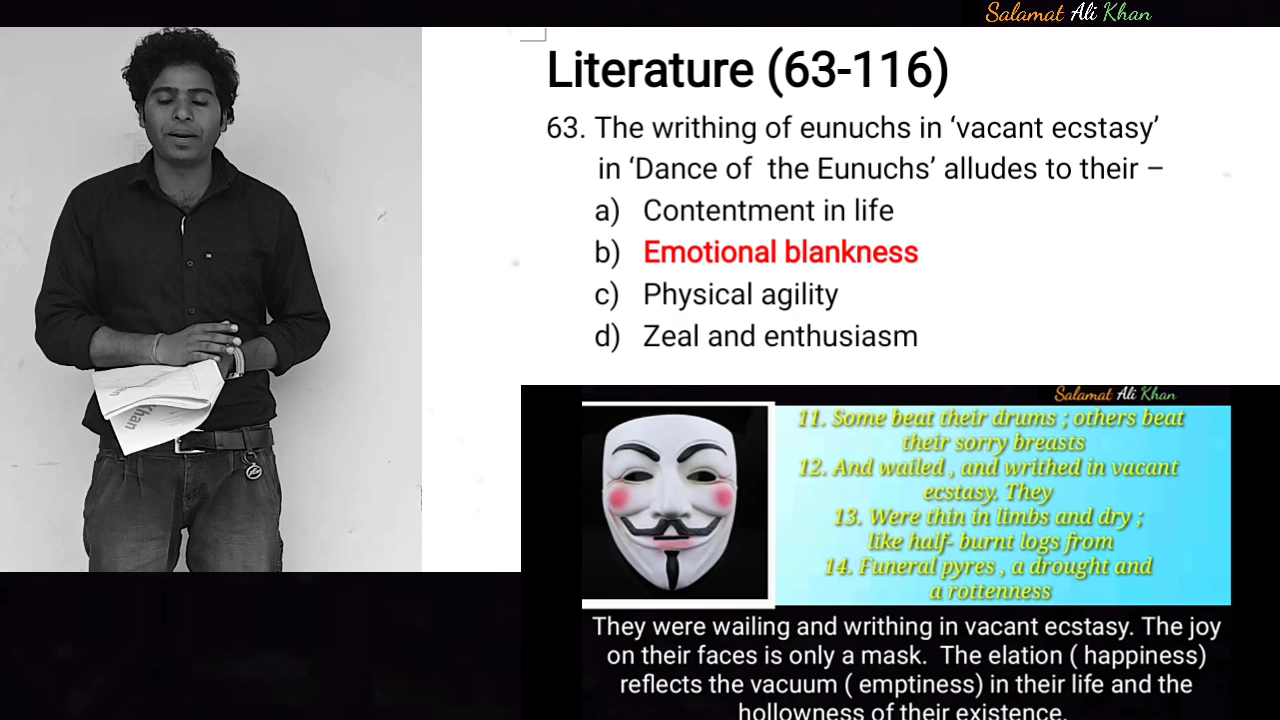 Salamat Ali Khan
Literature (63-116)
63. The writhing of eunuchs in ‘vacant ecstasy’
in ‘Dance of the Eunuchs’ alludes to their –
a) Contentment in life
b) Emotional blankness
c) Physical agility
d) Zeal and enthusiasm
Khan
Salamat Ali Khan
11. Some beat their drums ; others beat
their sorry breasts
12. And wailed , and writhed in vacant
ecstasy. They
13. Were thin in limbs and dry ;
like half- burnt logs from
14. Funeral pyres , a drought and
a rottenness
They were wailing and writhing in vacant ecstasy. The joy
on their faces is only a mask. The elation ( happiness)
reflects the vacuum ( emptiness) in their life and the
hollowness of their existence.